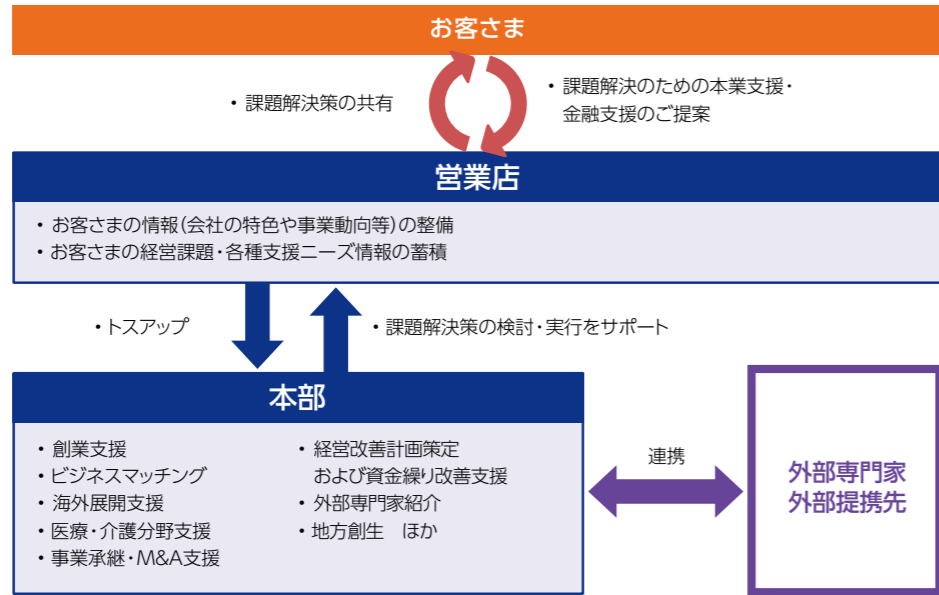 お客さま
・課題解決策の共有
・課題解決のための本業支援・
金融支援のご提案
営業店
・お客さまの情報(会社の特色や事業動向等)の整備
・お客さまの経営課題・各種支援ニーズ情報の蓄積
・トスアップ
・課題解決策の検討・実行をサポート
本部
・創業支援
・ビジネスマッチング
・海外展開支援
・医療・介護分野支援
・事業承継・M&A支援
・経営改善計画策定
および資金繰り改善支援
・外部専門家紹介
・地方創生　ほか
連携
外部専門家
外部提携先